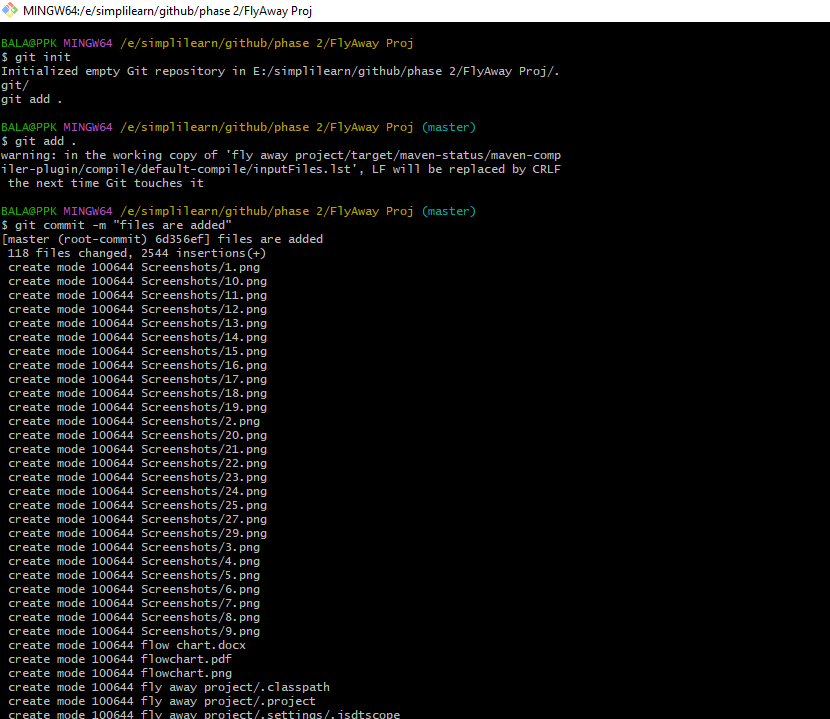 MINGW64:/e/simplilearn/github/phase 2/FlyAway Proj
BALA@PPK MINGW64 /e/simplilearn/github/phase 2/FlyAway Proj
$ git init
Initialized empty Git repository in E:/simplilearn/github/phase 2/FlyAway Proj/.
git/
git add .
BALA@PPK MINGW64 /e/simplilearn/github/phase 2/FlyAway Proj (master)
$ git add .
warning: in the working copy of 'fly away project/target/maven-status/maven-comp
iler-plugin/compile/default-compile/inputFiles.lst', LF will be replaced by CRLF
 the next time Git touches it
BALA@PPK MINGW64 /e/simplilearn/github/phase 2/FlyAway Proj (master)
$ git commit -m "files are added"
[master (root-commit) 6d356ef] files are added
 118 files changed, 2544 insertions(+)
 create mode 100644 Screenshots/1.png
 create mode 100644 Screenshots/10.png
 create mode 100644 Screenshots/11.png
 create mode 100644 Screenshots/12.png
 create mode 100644 Screenshots/13.png
 create mode 100644 Screenshots/14.png
 create mode 100644 Screenshots/15.png
 create mode 100644 Screenshots/16.png
 create mode 100644 Screenshots/17.png
 create mode 100644 Screenshots/18.png
 create mode 100644 Screenshots/19.png
 create mode 100644 Screenshots/2.png
 create mode 100644 Screenshots/20.png
 create mode 100644 Screenshots/21.png
 create mode 100644 Screenshots/22.png
 create mode 100644 Screenshots/23.png
 create mode 100644 Screenshots/24.png
 create mode 100644 Screenshots/25.png
 create mode 100644 Screenshots/27.png
 create mode 100644 Screenshots/29.png
 create mode 100644 Screenshots/3.png
 create mode 100644 Screenshots/4.png
 create mode 100644 Screenshots/5.png
 create mode 100644 Screenshots/6.png
 create mode 100644 Screenshots/7.png
 create mode 100644 Screenshots/8.png
 create mode 100644 Screenshots/9.png
 create mode 100644 flow chart.docx
 create mode 100644 flowchart.pdf
 create mode 100644 flowchart.png
 create mode 100644 fly away project/.classpath
 create mode 100644 fly away project/.project
 create mode 100644 fly away project/.settings/.jsdtscope